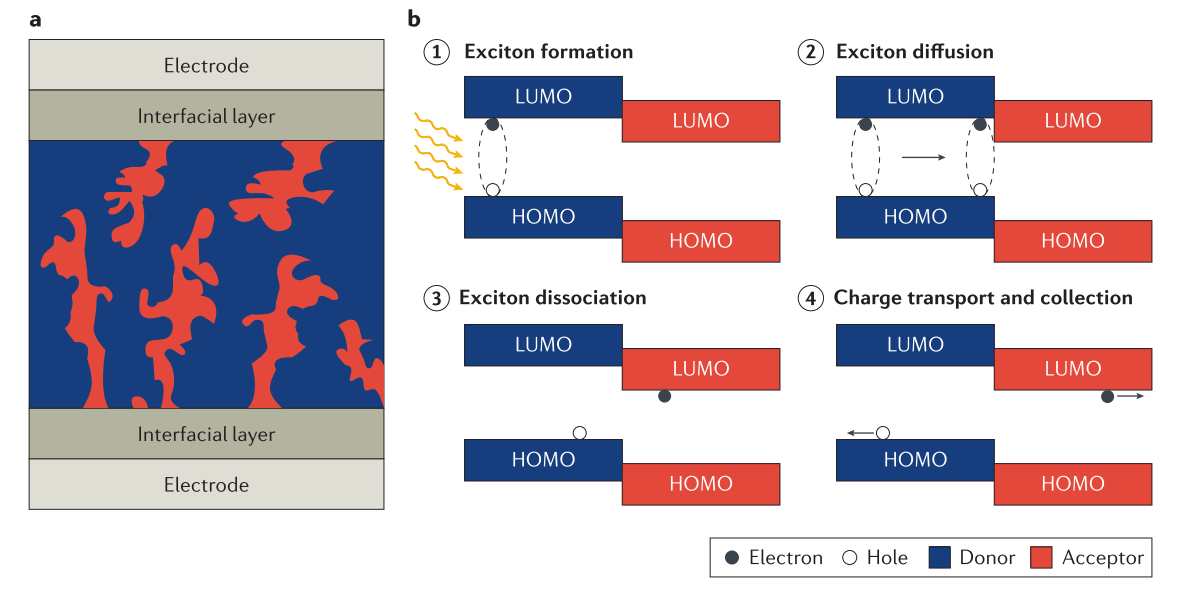 a
Electrode
Interfacial layer
Interfacial layer
Electrode
b
1 Exciton formation
LUMO
LUMO
HOMO
HOMO
2 Exciton diffusion
LUMO
LUMO
HOMO
HOMO
3 Exciton dissociation
LUMO
LUMO
HOMO
HOMO
4 Charge transport and collection
LUMO
LUMO
HOMO
HOMO
Electron Hole Donor Acceptor